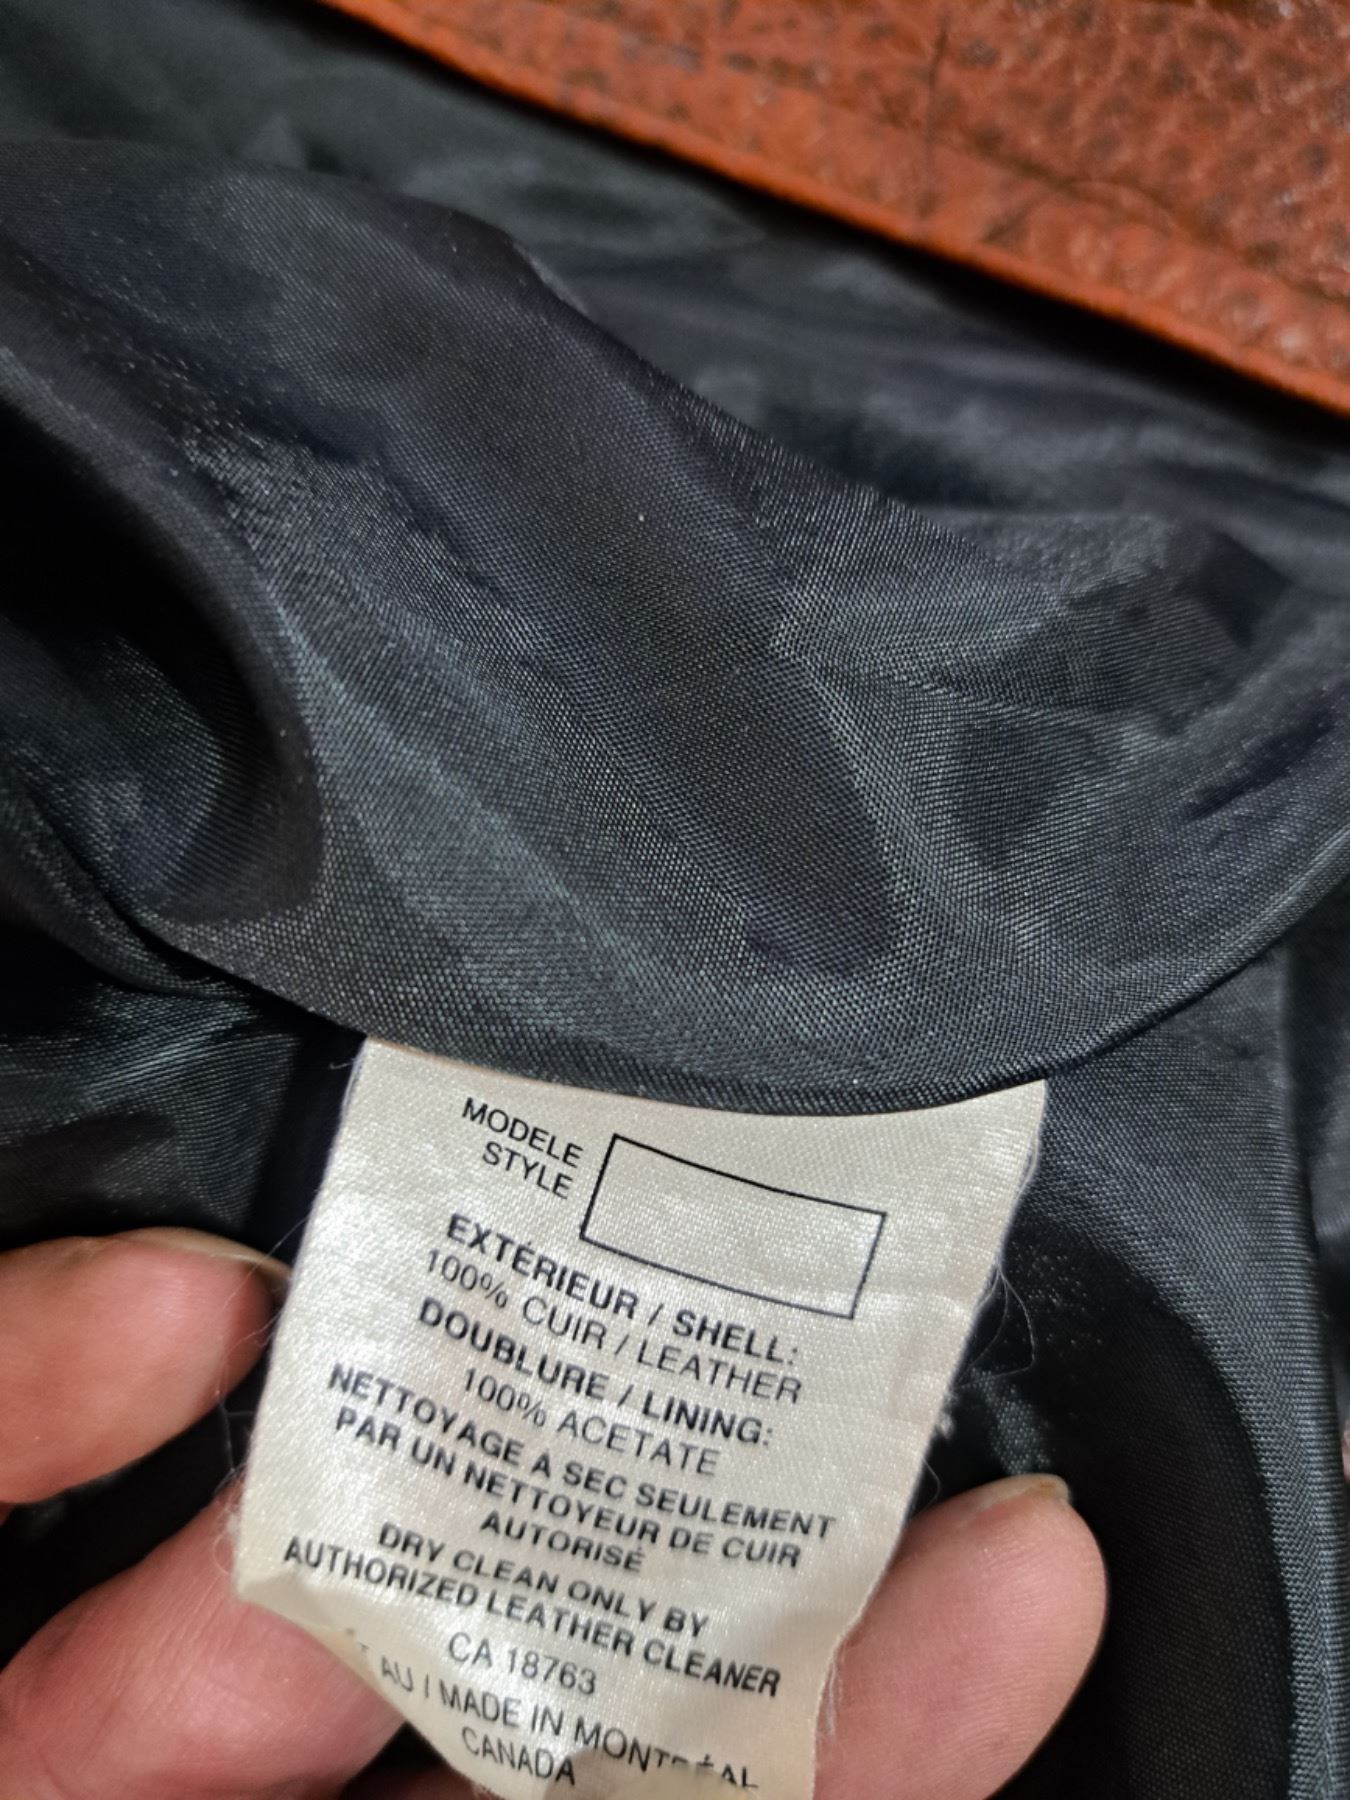 MODELE
STYLE
EXTÉRIEUR / SHELL:
100% CUIR / LEATHER
DOUBLURE / LINING:
100% ACETATE
NETTOYAGE À SEC SEULEMENT
PAR UN NETTOYEUR DE CUIR
AUTORISÉ
DRY CLEAN ONLY BY
AUTHORIZED LEATHER CLEANER
CA 18763
AU / MADE IN MONTRÉAL
CANADA